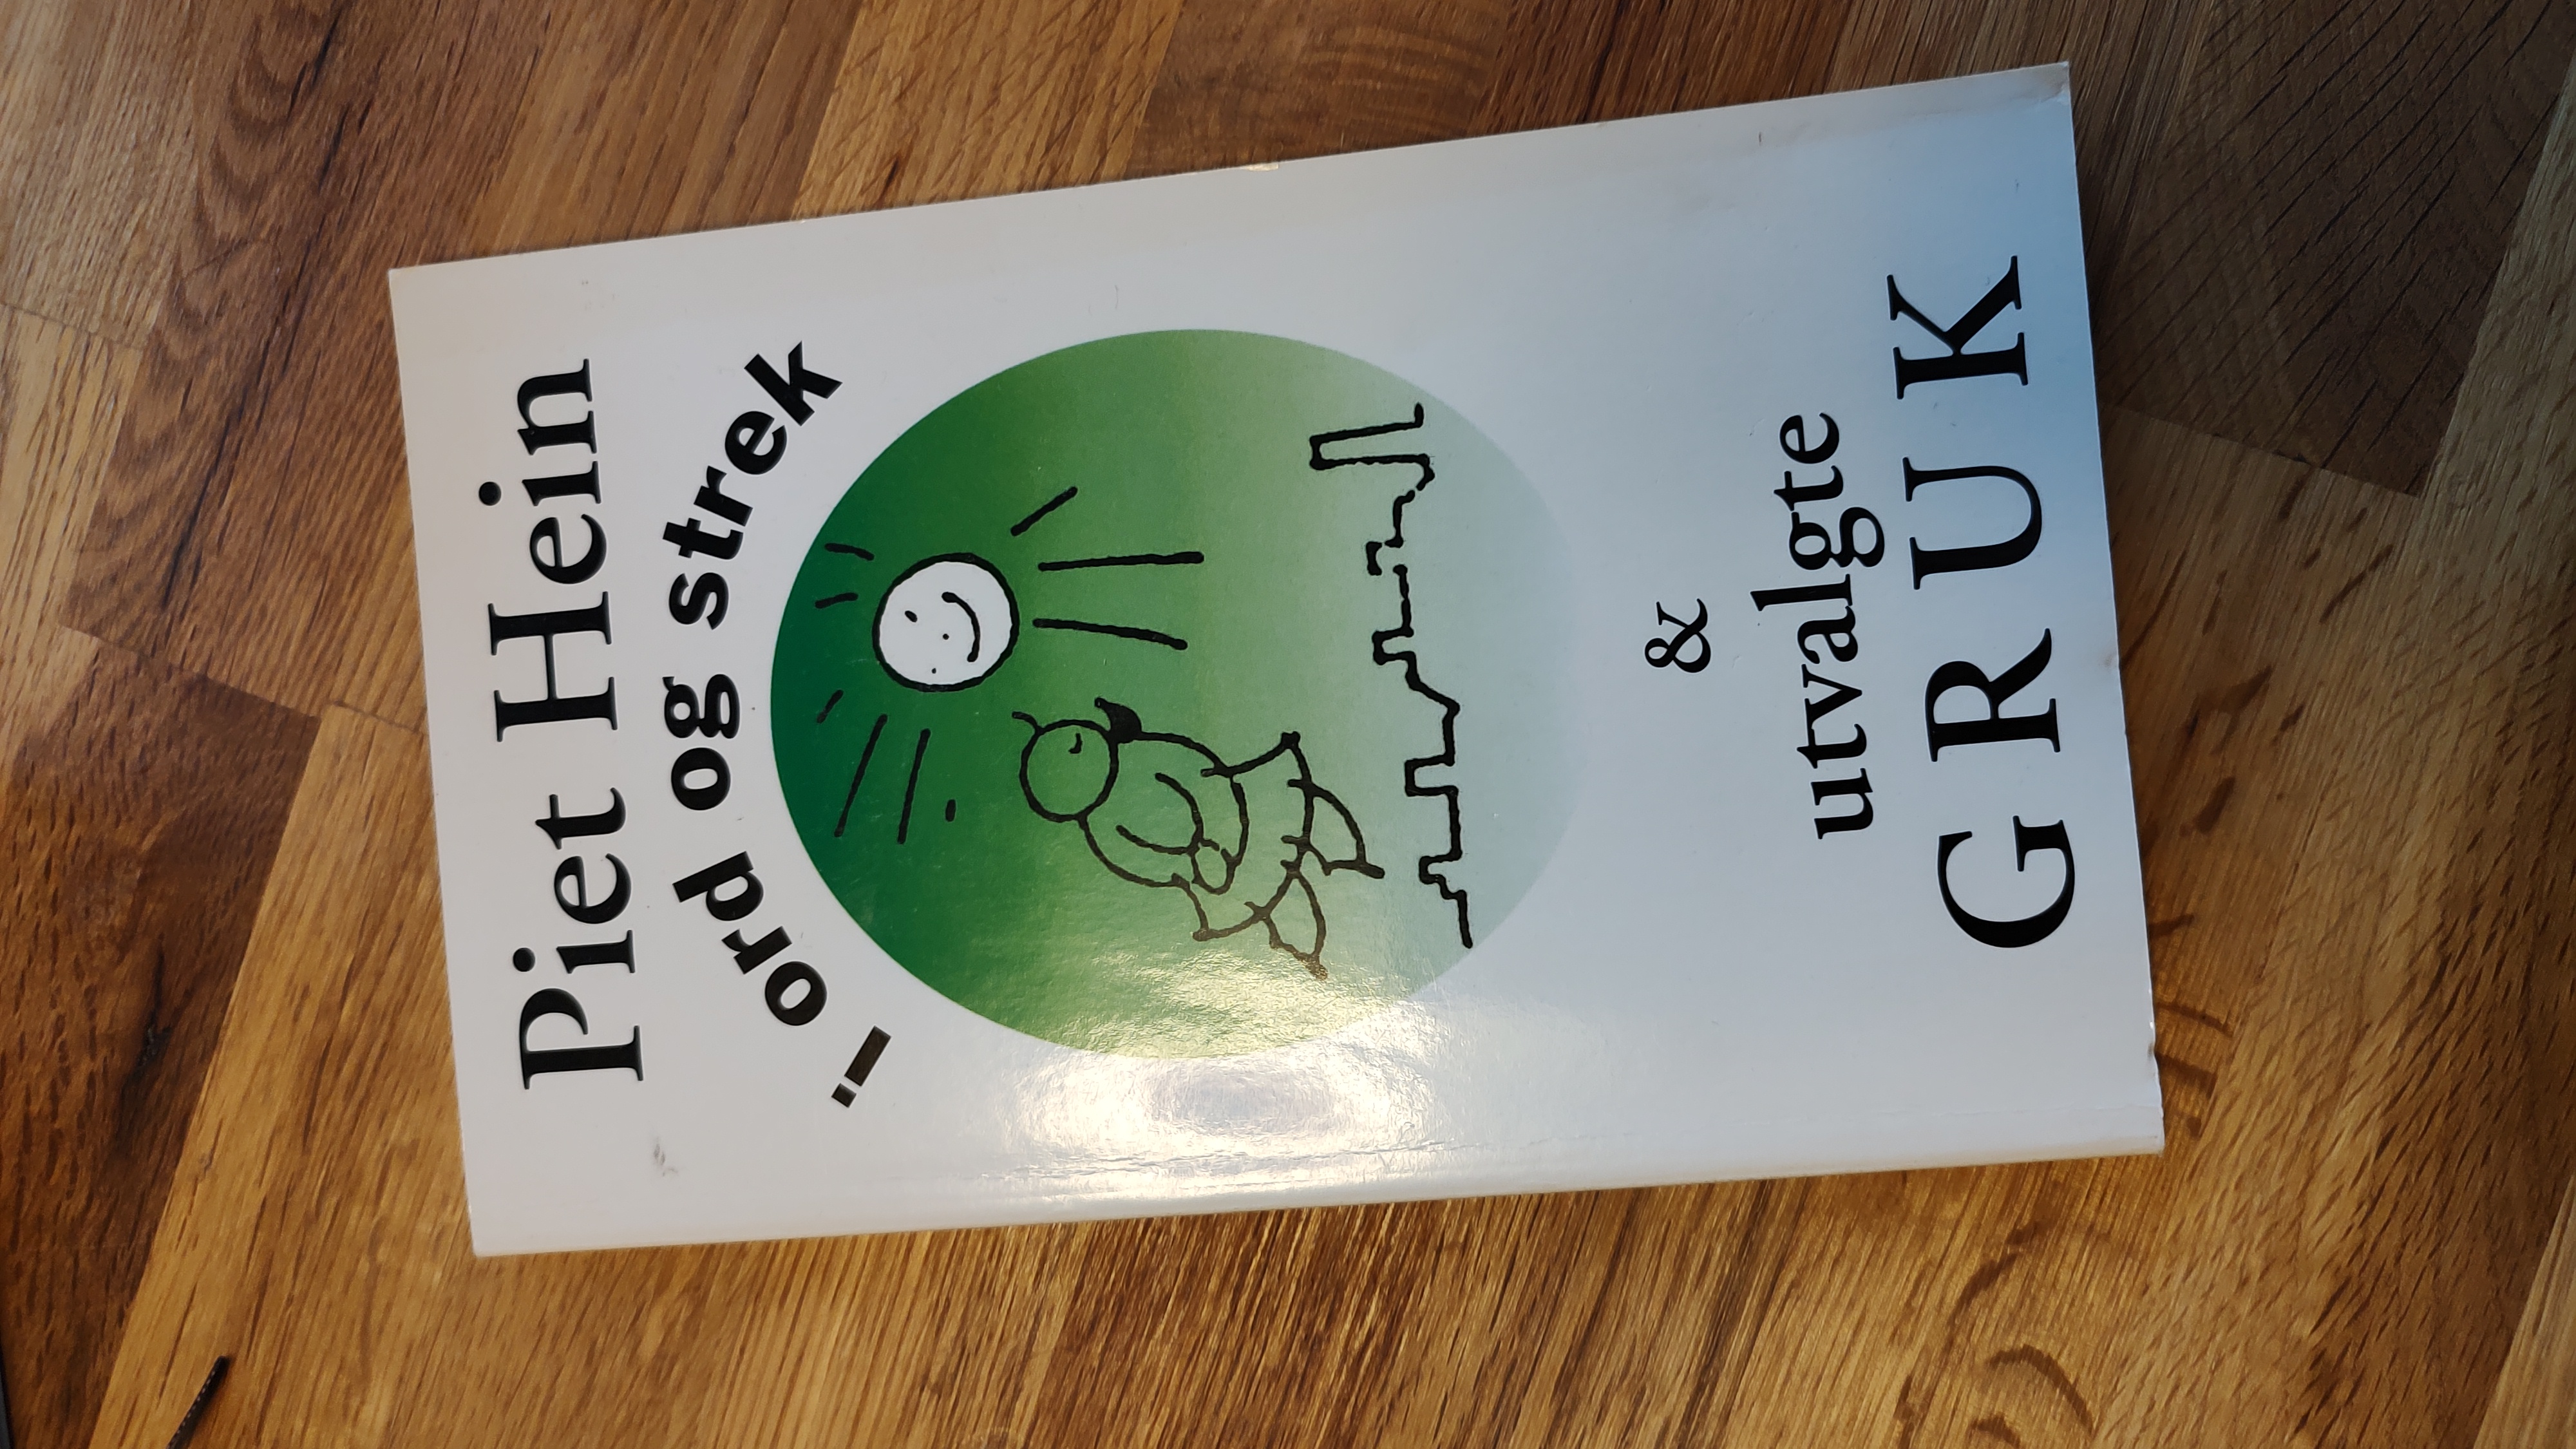 Piet Hein
i ord og strek
&
utvalgte
GRUK